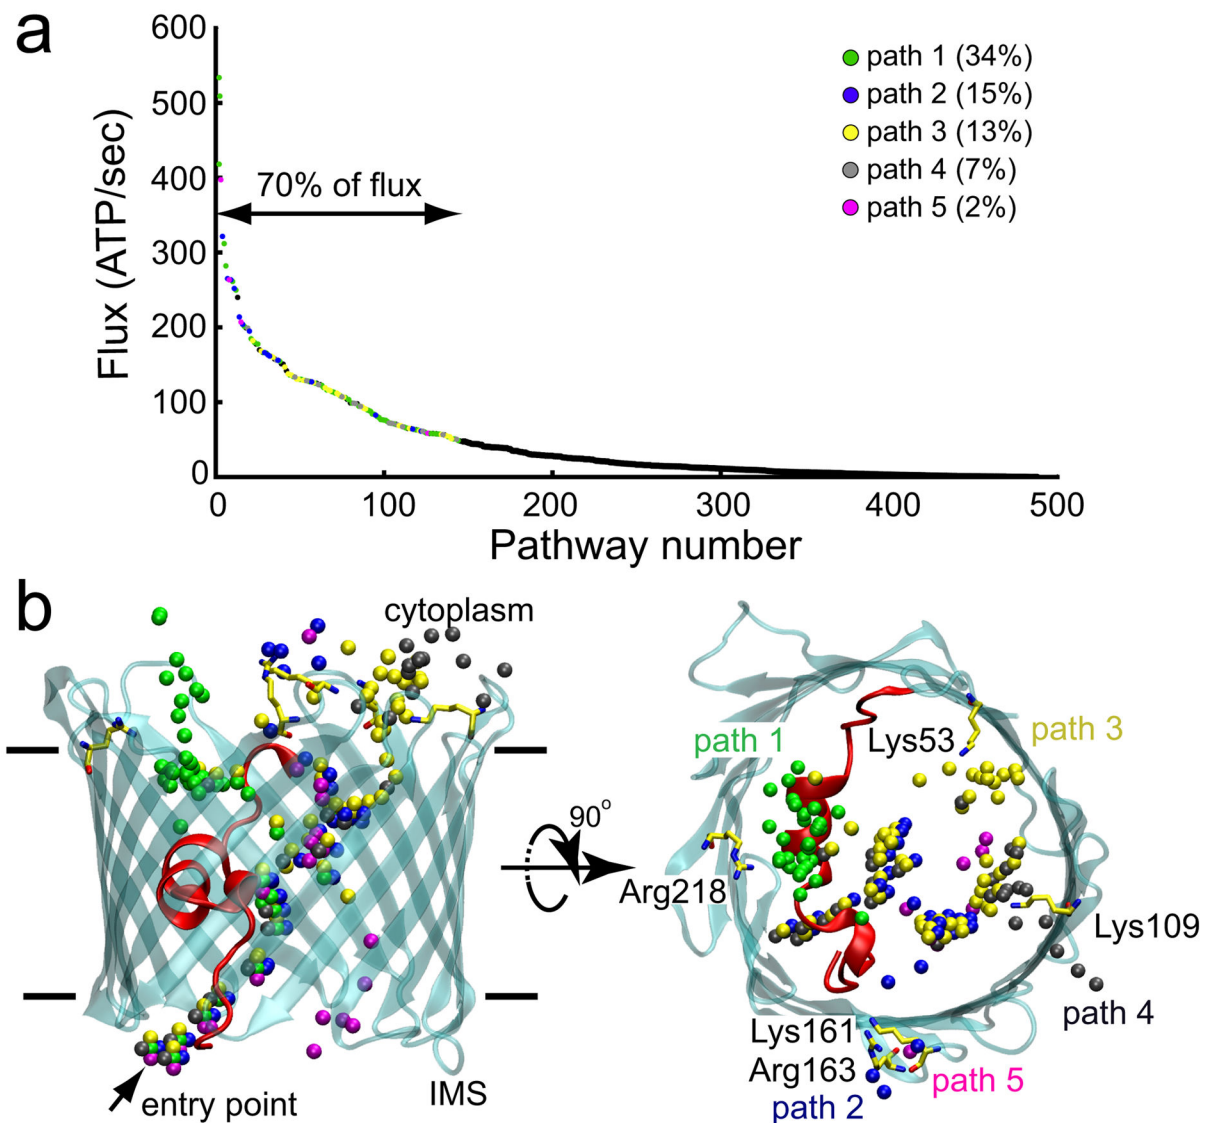 a
600
500
400
300
200
100
0
Flux (ATP/sec)
70% of flux
path 1 (34%)
path 2 (15%)
path 3 (13%)
path 4 (7%)
path 5 (2%)
0 100 200 300 400 500
Pathway number
b
cytoplasm
entry point
IMS
90°
path 1
Lys53
path 3
Arg218
Lys109
path 4
Lys161
Arg163
path 5
path 2